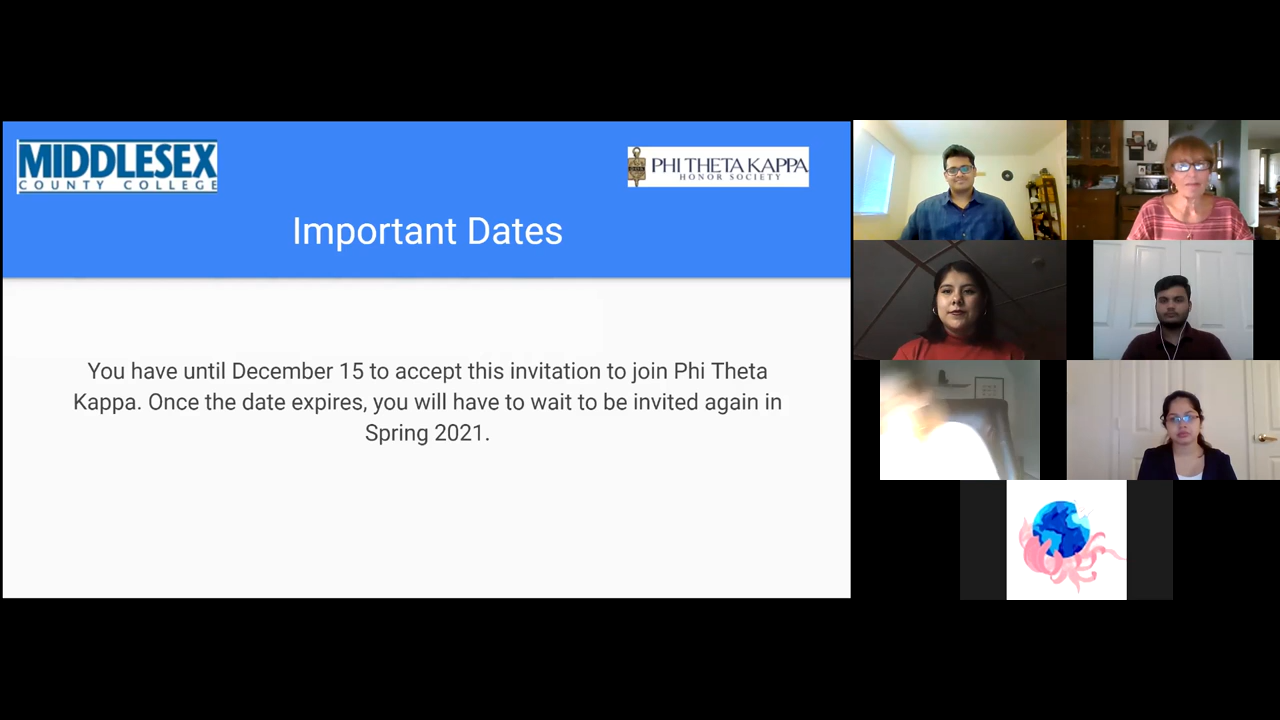 MIDDLESEX
COUNTY COLLEGE
PHI THETA KAPPA
HONOR SOCIETY
Important Dates
You have until December 15 to accept this invitation to join Phi Theta
Kappa. Once the date expires, you will have to wait to be invited again in
Spring 2021.